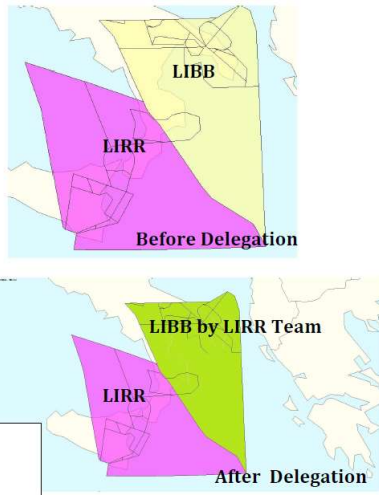 LIBB
LIRR
Before Delegation
LIBB by LIRR Team
LIRR
After Delegation